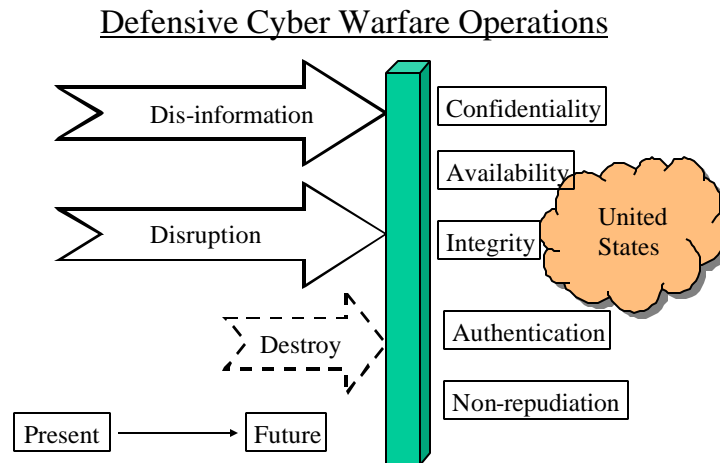 Defensive Cyber Warfare Operations
Dis-information
Confidentiality
Availability
United
States
Disruption
Integrity
Destroy
Authentication
Non-repudiation
Present
Future